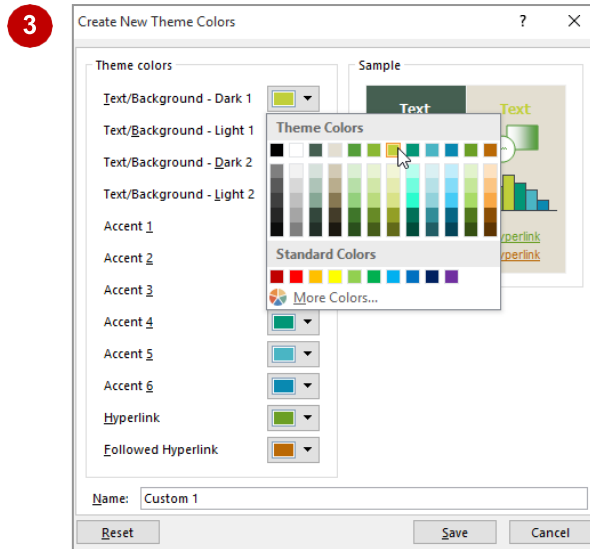 3
Create New Theme Colors ? ×
Theme colors
Sample
Text/Background - Dark 1
Text/Background - Light 1
Text/Background - Dark 2
Text/Background - Light 2
Accent 1
Accent 2
Accent 3
Accent 4
Accent 5
Accent 6
Hyperlink
Followed Hyperlink
Text Text
Theme Colors
Standard Colors
More Colors...
yperlink
yperlink
Name: Custom 1
Reset Save Cancel